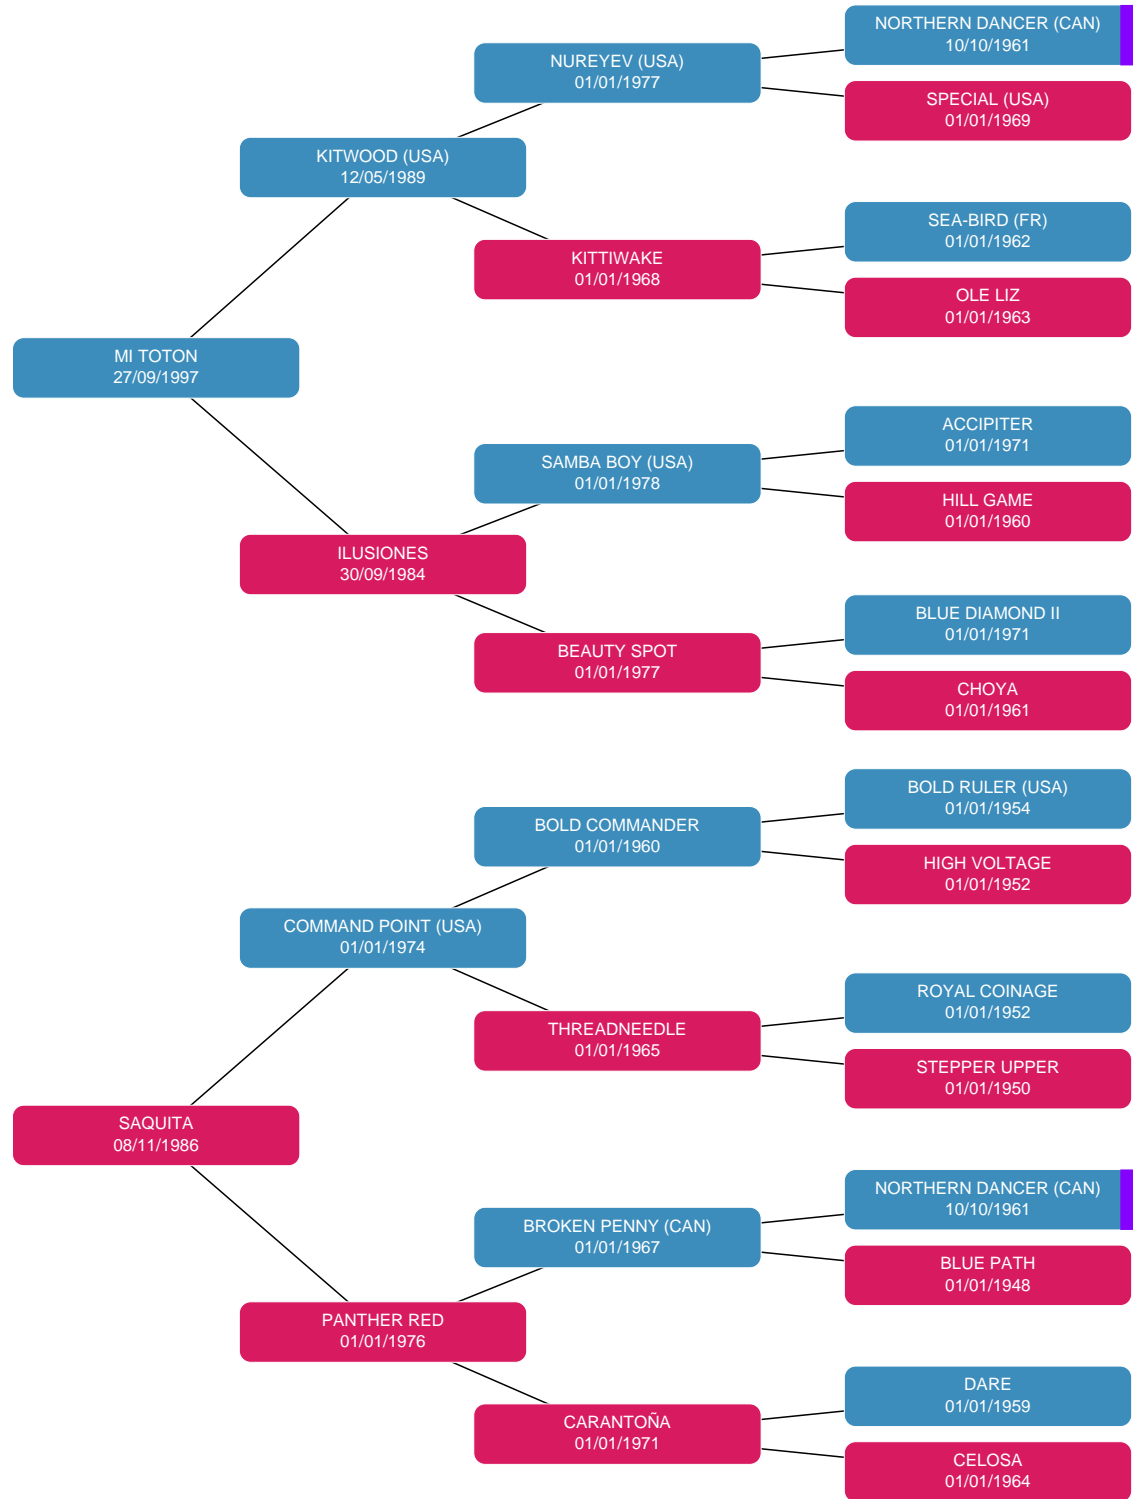 NORTHERN DANCER (CAN)
10/10/1961
NUREYEV (USA)
01/01/1977
SPECIAL (USA)
01/01/1969
KITWOOD (USA)
12/05/1989
SEA-BIRD (FR)
01/01/1962
KITTIWAKE
01/01/1968
OLE LIZ
01/01/1963
MI TOTON
27/09/1997
ACCIPITER
01/01/1971
SAMBA BOY (USA)
01/01/1978
HILL GAME
01/01/1960
ILUSIONES
30/09/1984
BLUE DIAMOND II
01/01/1971
BEAUTY SPOT
01/01/1977
CHOYA
01/01/1961
BOLD RULER (USA)
01/01/1954
BOLD COMMANDER
01/01/1960
HIGH VOLTAGE
01/01/1952
COMMAND POINT (USA)
01/01/1974
ROYAL COINAGE
01/01/1952
THREADNEEDLE
01/01/1965
STEPPER UPPER
01/01/1950
SAQUITA
08/11/1986
NORTHERN DANCER (CAN)
10/10/1961
BROKEN PENNY (CAN)
01/01/1967
BLUE PATH
01/01/1948
PANTHER RED
01/01/1976
DARE
01/01/1959
CARANTOÑA
01/01/1971
CELOSA
01/01/1964